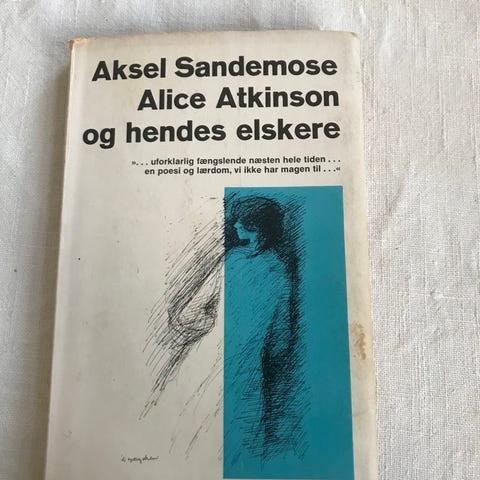 Aksel Sandemose
Alice Atkinson
og hendes elskere
»... uforklarlig fængslende næsten hele tiden...
en poesi og lærdom, vi ikke har magen til...«